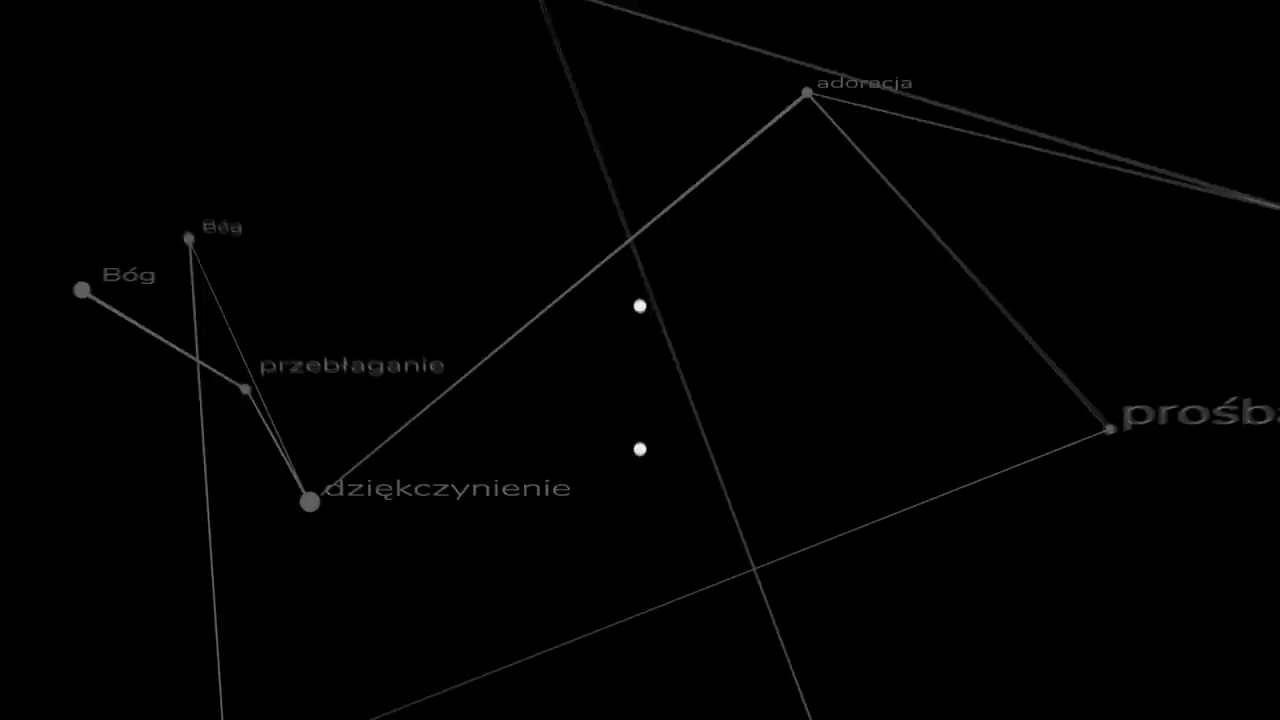 adoracja
Bóg
Bóg
przebłaganie
prośba
dziękczynienie